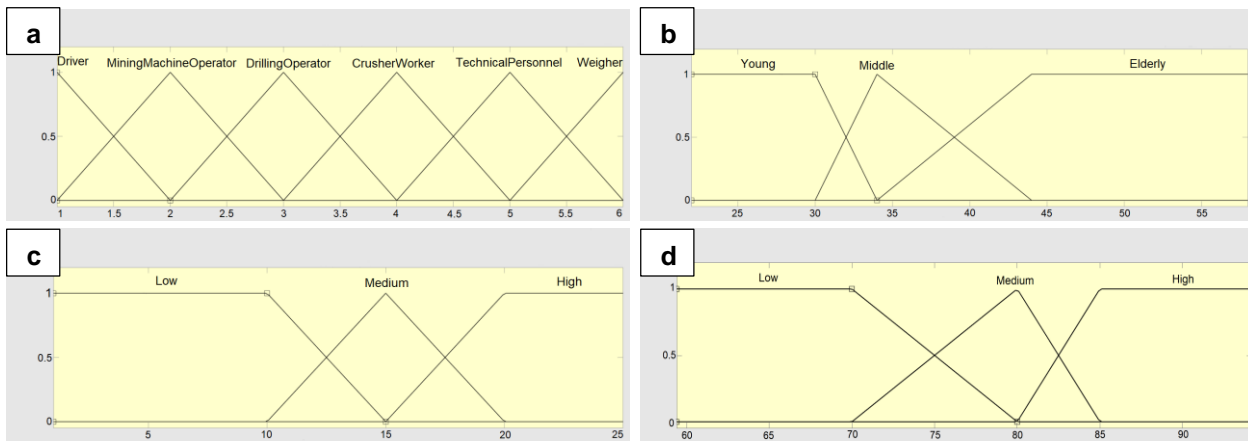 a
Driver MiningMachineOperator DrillingOperator CrusherWorker TechnicalPersonnel Weigher
1
0.5
0
1 1.5 2 2.5 3 3.5 4 4.5 5 5.5 6
b
Young Middle Elderly
1
0.5
0
25 30 35 40 45 50 55
c
Low Medium High
1
0.5
0
5 10 15 20 25
d
Low Medium High
1
0.5
0
60 65 70 75 80 85 90